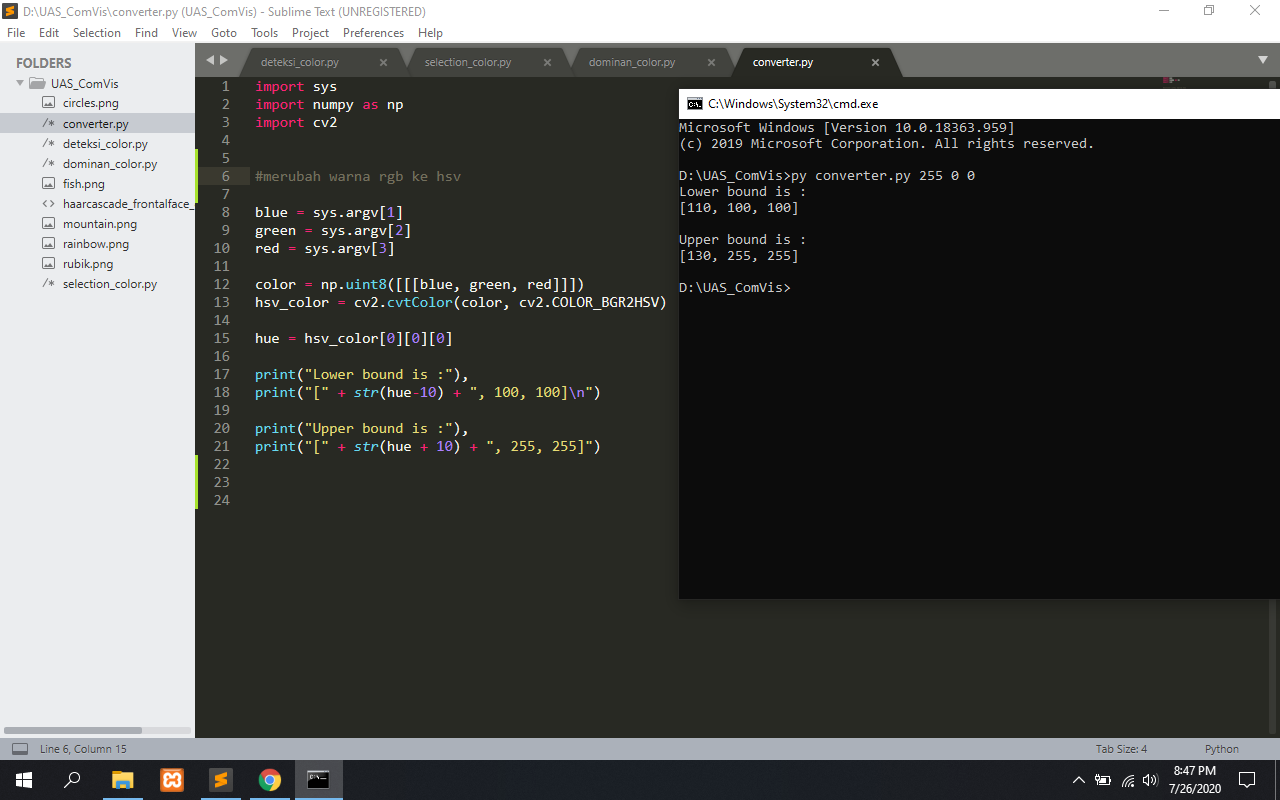 D:\UAS_ComVis\converter.py (UAS_ComVis) - Sublime Text (UNREGISTERED)
File Edit Selection Find View Goto Tools Project Preferences Help
FOLDERS
UAS_ComVis
circles.png
/* converter.py
/* deteksi_color.py
/* dominan_color.py
fish.png
<> haarcascade_frontalface_
mountain.png
rainbow.png
rubik.png
/* selection_color.py
deteksi_color.py × selection_color.py × dominan_color.py × converter.py ×
1 import sys
2 import numpy as np
3 import cv2
4
5
6 #merubah warna rgb ke hsv
7
8 blue = sys.argv[1]
9 green = sys.argv[2]
10 red = sys.argv[3]
11
12 color = np.uint8([[[blue, green, red]]])
13 hsv_color = cv2.cvtColor(color, cv2.COLOR_BGR2HSV)
14
15 hue = hsv_color[0][0][0]
16
17 print("Lower bound is :"),
18 print("[" + str(hue-10) + ", 100, 100]\n")
19
20 print("Upper bound is :"),
21 print("[" + str(hue + 10) + ", 255, 255]")
22
23
24
C:\Windows\System32\cmd.exe
Microsoft Windows [Version 10.0.18363.959]
(c) 2019 Microsoft Corporation. All rights reserved.
D:\UAS_ComVis>py converter.py 255 0 0
Lower bound is :
[110, 100, 100]
Upper bound is :
[130, 255, 255]
D:\UAS_ComVis>
Line 6, Column 15
Tab Size: 4
Python
8:47 PM
7/26/2020